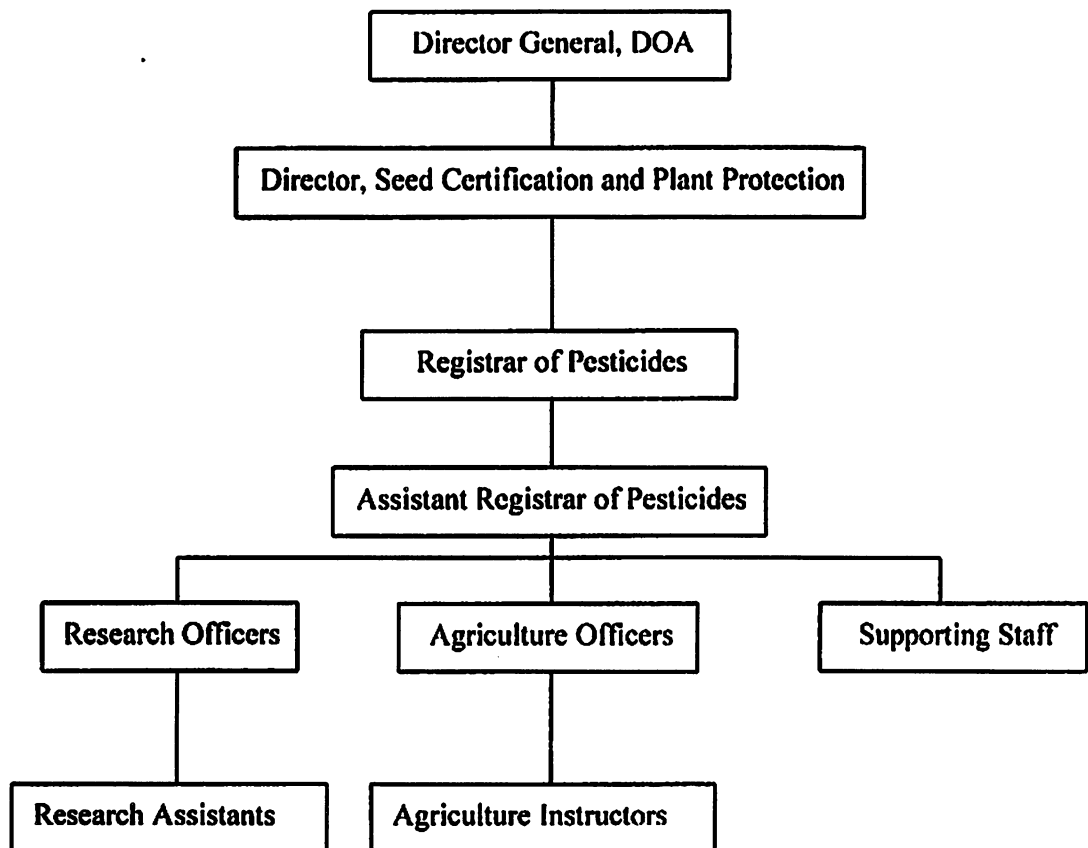 Director General, DOA
Director, Seed Certification and Plant Protection
Registrar of Pesticides
Assistant Registrar of Pesticides
Research Officers
Agriculture Officers
Supporting Staff
Research Assistants
Agriculture Instructors